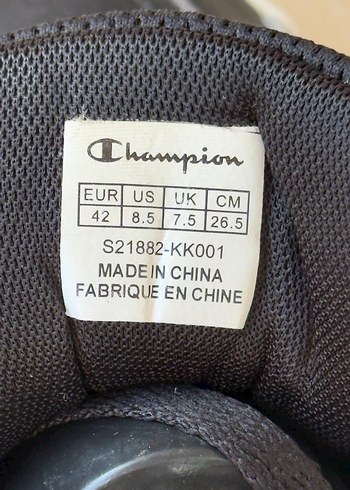 Champion
EUR US UK CM
42 8.5 7.5 26.5
S21882-KK001
MADE IN CHINA
FABRIQUE EN CHINE